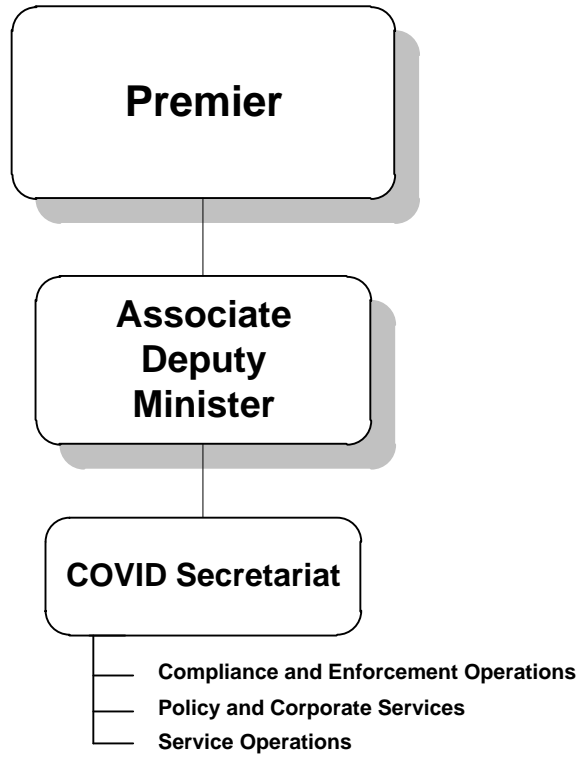 Premier
Associate
Deputy
Minister
COVID Secretariat
Compliance and Enforcement Operations
Policy and Corporate Services
Service Operations